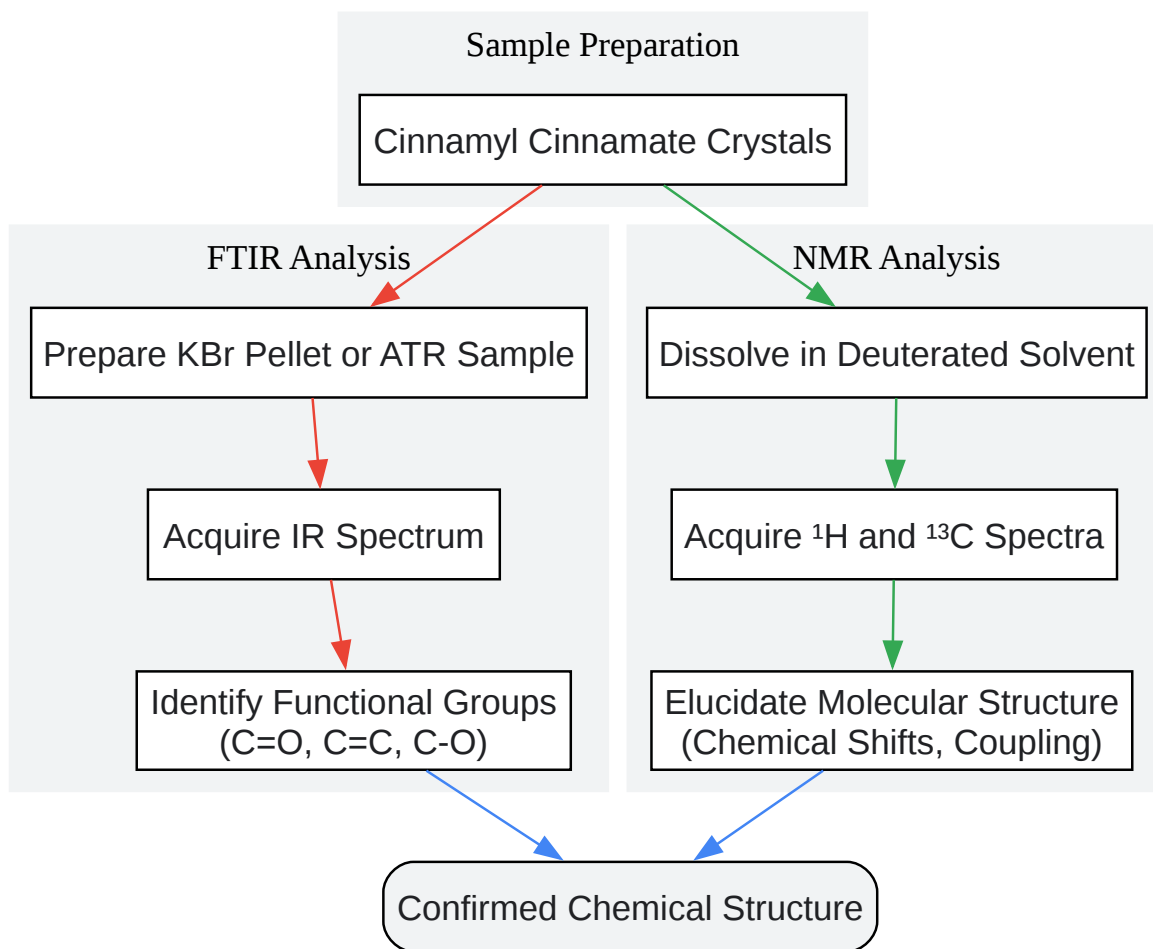 Sample Preparation
Cinnamyl Cinnamate Crystals
FTIR Analysis
Prepare KBr Pellet or ATR Sample
Acquire IR Spectrum
Identify Functional Groups
(C=O, C=C, C-O)
NMR Analysis
Dissolve in Deuterated Solvent
Acquire ¹H and ¹³C Spectra
Elucidate Molecular Structure
(Chemical Shifts, Coupling)
Confirmed Chemical Structure